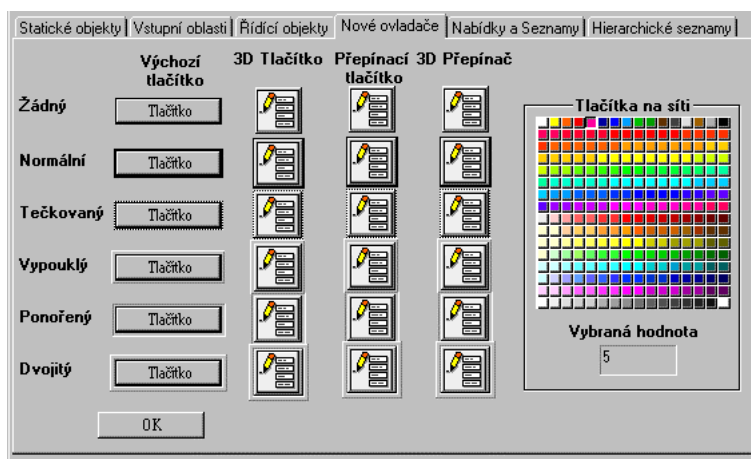 Statické objekty Vstupní oblasti Řídící objekty Nové ovladače Nabídky a Seznamy Hierarchické seznamy
Výchozí tlačítko 3D Tlačítko Přepínací tlačítko 3D Přepínač
Žádný Tlačítko
Normální Tlačítko
Tečkovaný Tlačítko
Vypouklý Tlačítko
Ponořený Tlačítko
Dvojitý Tlačítko
OK
Tlačítka na síti
Vybraná hodnota
5